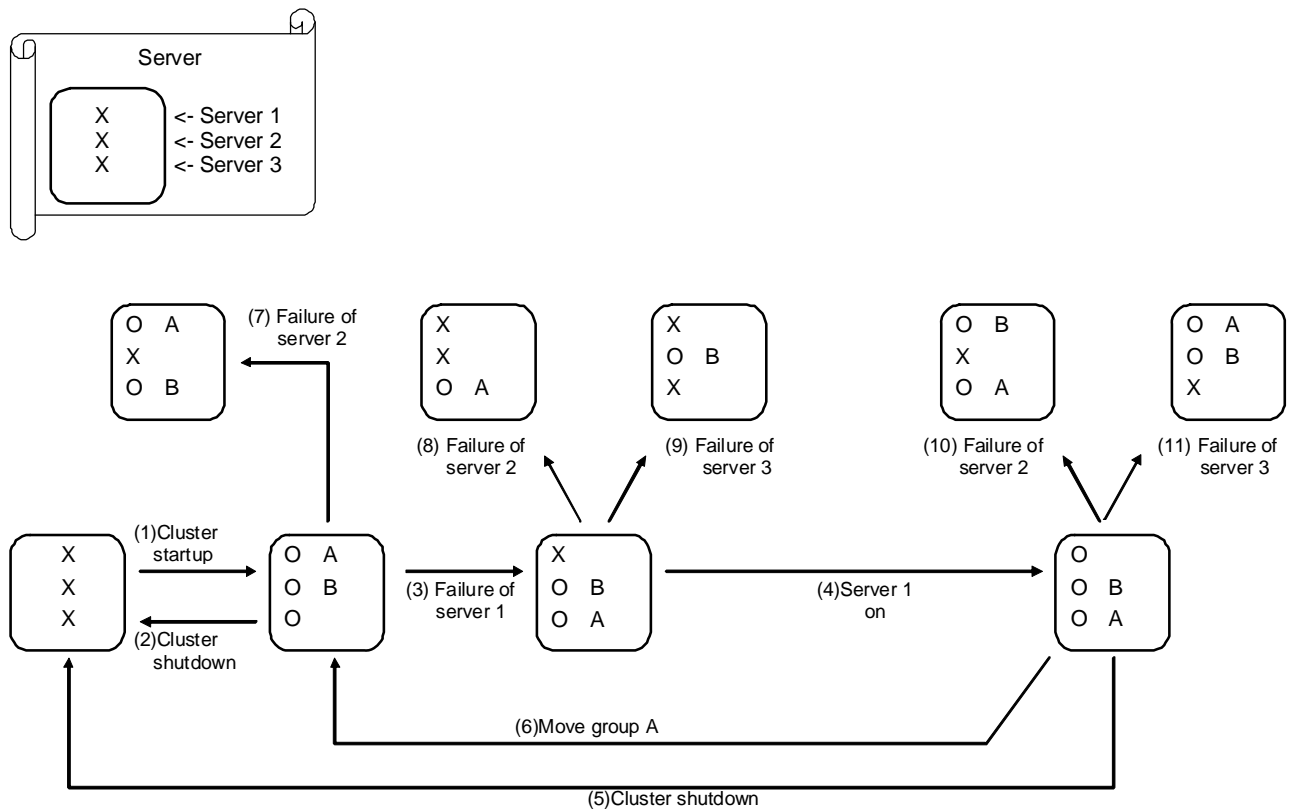 Server
X <- Server 1
X <- Server 2
X <- Server 3
O A
X
O B
(7) Failure of
server 2
X
X
O A
X
O B
X
O B
X
O A
O A
O B
X
(8) Failure of
server 2
(9) Failure of
server 3
(10) Failure of
server 2
(11) Failure of
server 3
X
X
X
(1)Cluster
startup
(2)Cluster
shutdown
O A
O B
O
(3) Failure of
server 1
X
O B
O A
(4)Server 1
on
O
O B
O A
(6)Move group A
(5)Cluster shutdown